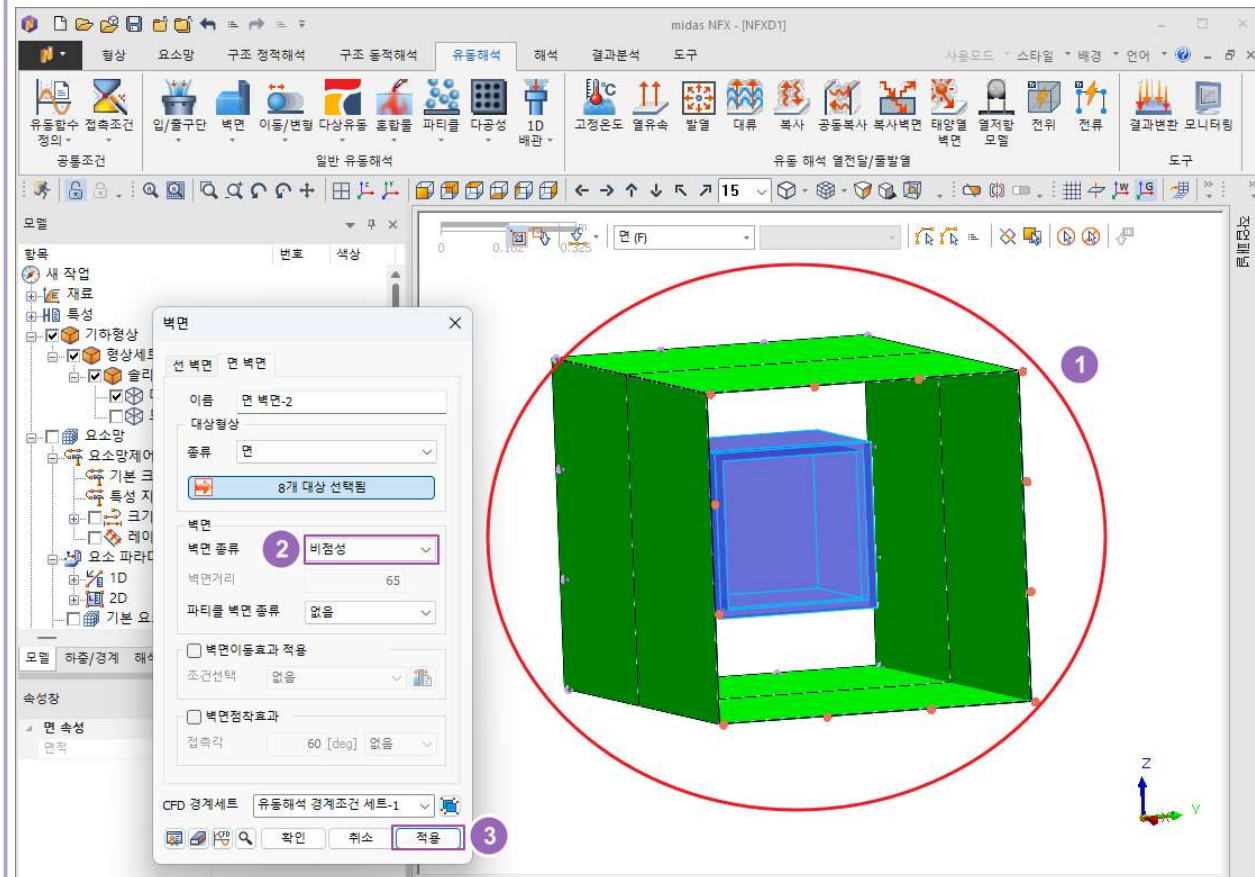 midas NFX - [NFXD1]
형상 요소망 구조 정적해석 구조 동적해석 유동해석 해석 결과분석 도구 사용모드 스타일 배경 언어
유동함수 접촉조건 입/출구단 벽면 이동/변형 다상유동 혼합물 파티클 다공성 1D 고정온도 열유속 발열 대류 복사 공동복사 복사벽면 태양열 열저항 전위 전류 결과변환 모니터링
정의 배관 벽면 모델
공통조건 일반 유동해석 유동 해석 열전달/줄발열 도구
15
모델
항목 번호 색상
새 작업
재료
특성
기하형상
형상세트
솔리
요소망
요소망제어
기본 크
특성 지
크기
레이
요소 파라미
1D
2D
기본 요
모델 하중/경계 해석
속성창
면 속성
면적
벽면
선 벽면 면 벽면
이름 면 벽면-2
대상형상
종류 면
8개 대상 선택됨
벽면
벽면 종류 2 비점성
벽면거리 65
파티클 벽면 종류 없음
벽면이동효과 적용
조건선택 없음
벽면점착효과
접촉각 60 [deg] 없음
CFD 경계세트 유동해석 경계조건 세트-1
확인 취소 적용 3
면 (F)
0 0.162 0.325
1
작업패널
Z
Y
X